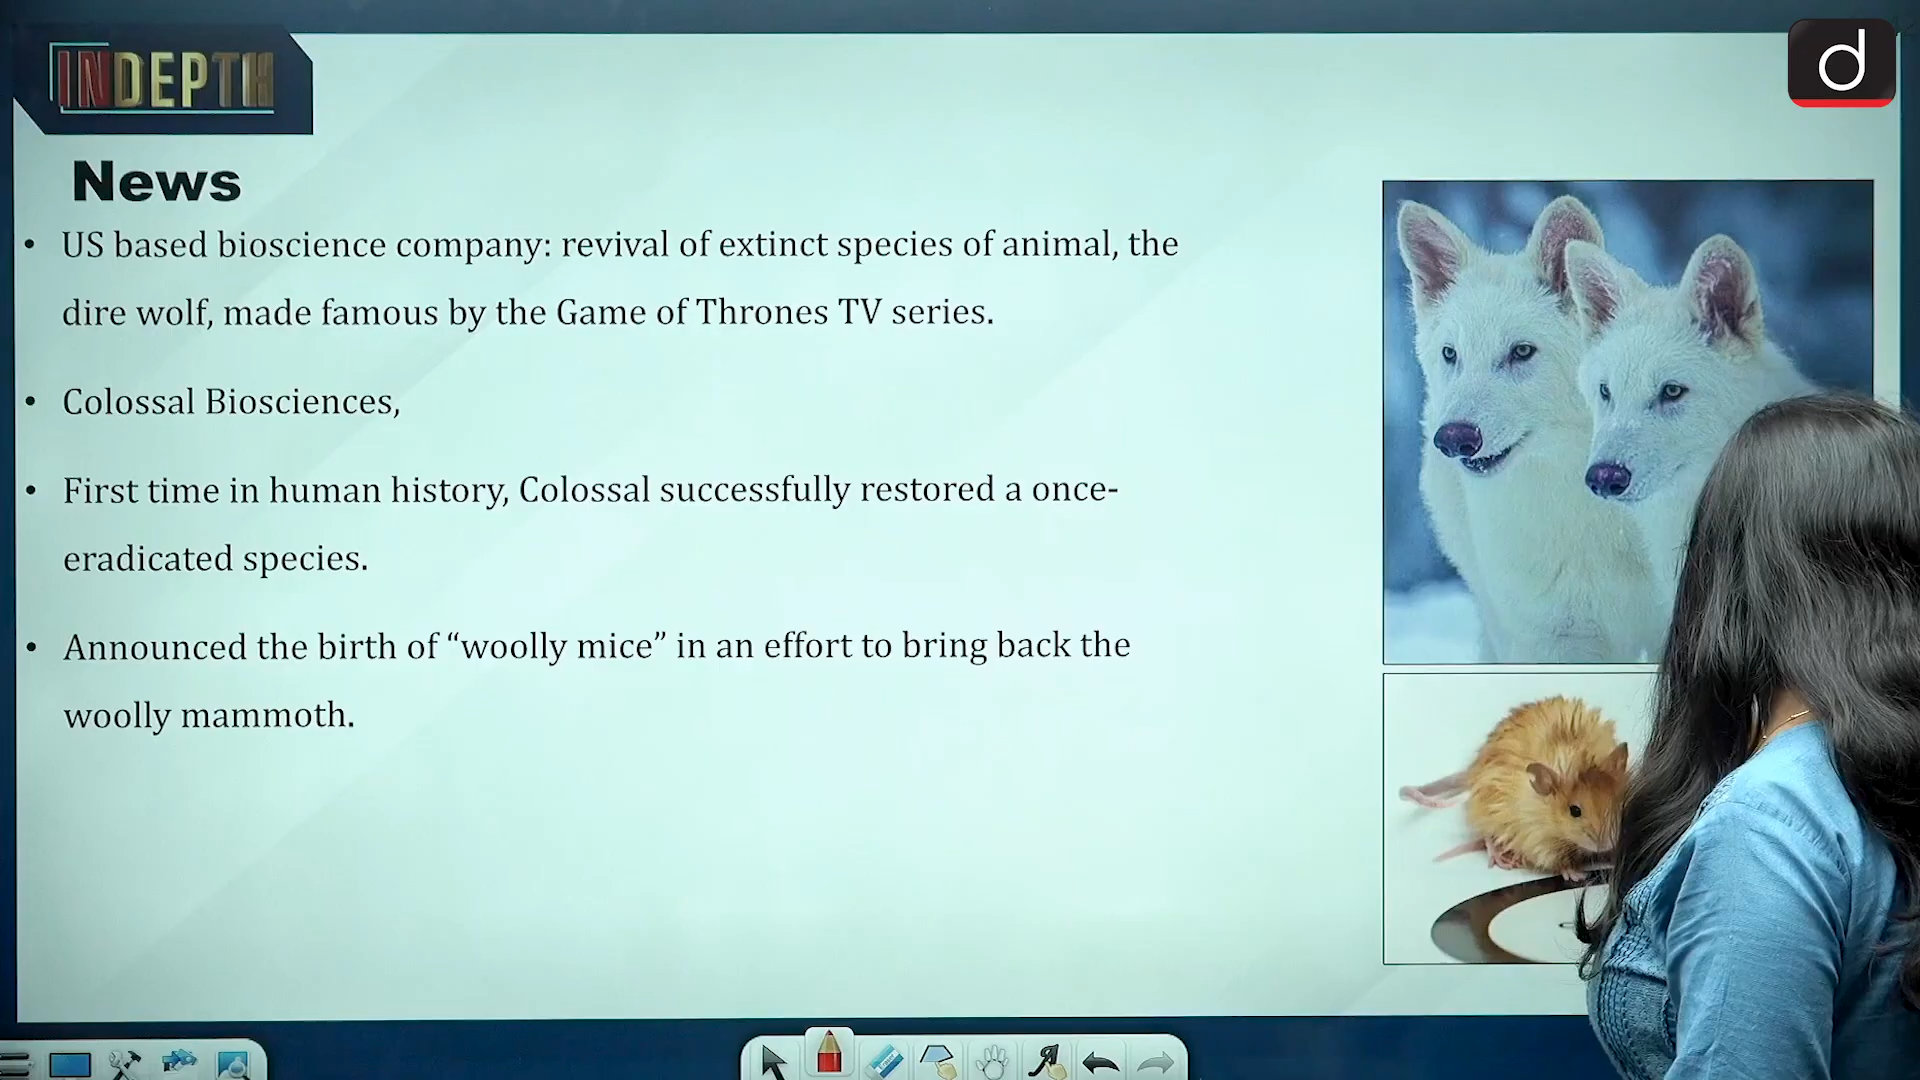 INDEPTH
d
News
• US based bioscience company: revival of extinct species of animal, the
dire wolf, made famous by the Game of Thrones TV series.
• Colossal Biosciences,
• First time in human history, Colossal successfully restored a once-
eradicated species.
• Announced the birth of “woolly mice” in an effort to bring back the
woolly mammoth.